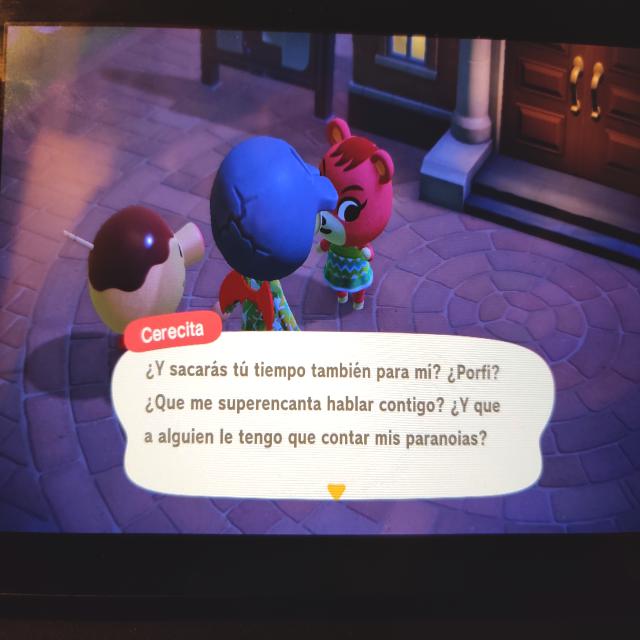 Cerecita
¿Y sacarás tú tiempo también para mí? ¿Porfi?
¿Que me superencanta hablar contigo? ¿Y que
a alguien le tengo que contar mis paranoias?